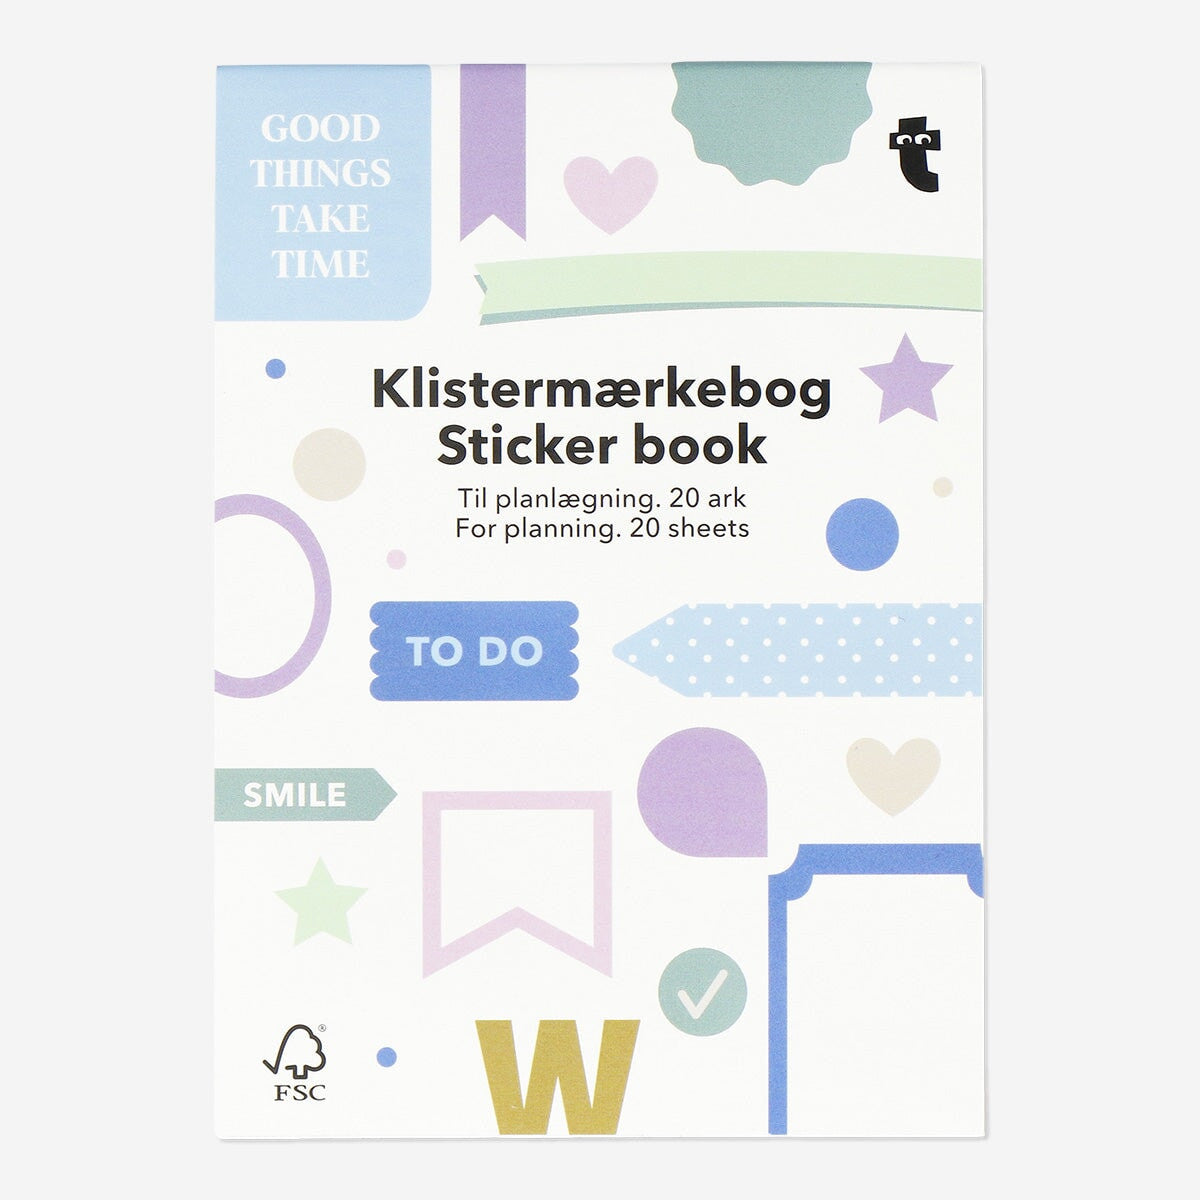 GOOD
THINGS
TAKE
TIME
t
Klistermærkebog
Sticker book
Til planlægning. 20 ark
For planning. 20 sheets
TO DO
SMILE
W
®
FSC